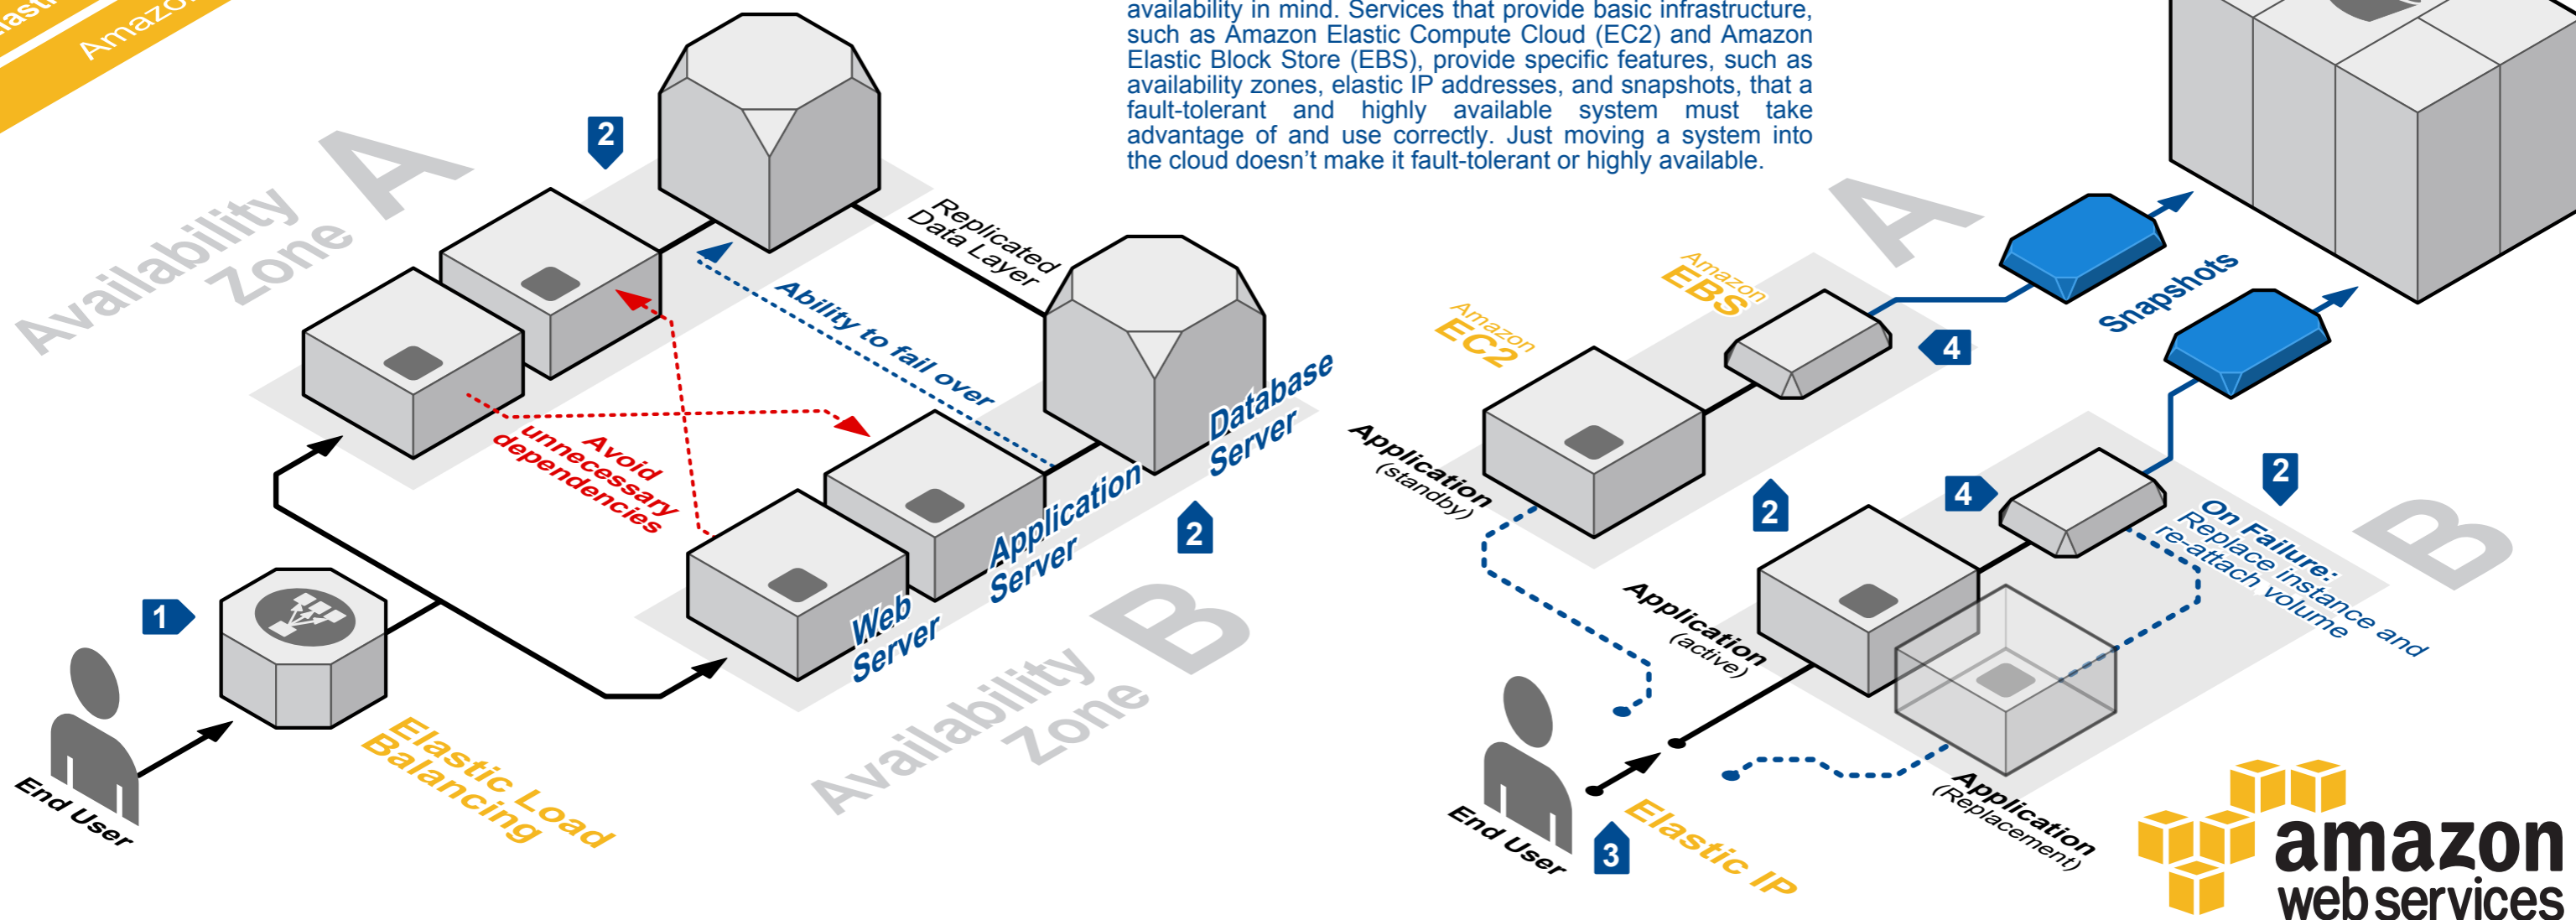 Amazon
availability in mind. Services that provide basic infrastructure,
such as Amazon Elastic Compute Cloud (EC2) and Amazon
Elastic Block Store (EBS), provide specific features, such as
availability zones, elastic IP addresses, and snapshots, that a
fault-tolerant and highly available system must take
advantage of and use correctly. Just moving a system into
the cloud doesn't make it fault-tolerant or highly available.
Availability
Zone
A
2
Replicated
Data Layer
Ability to fail over
Avoid
unnecessary
dependencies
Database
Server
Application
Server
Web
Server
2
1
Availability
Zone
B
End User
Elastic Load
Balancing
A
Amazon
EBS
Amazon
EC2
Snapshots
4
Application
(standby)
2
4
2
On Failure:
Replace instance and
re-attach volume
B
Application
(active)
Application
(Replacement)
End User
3
Elastic IP
amazon
web services